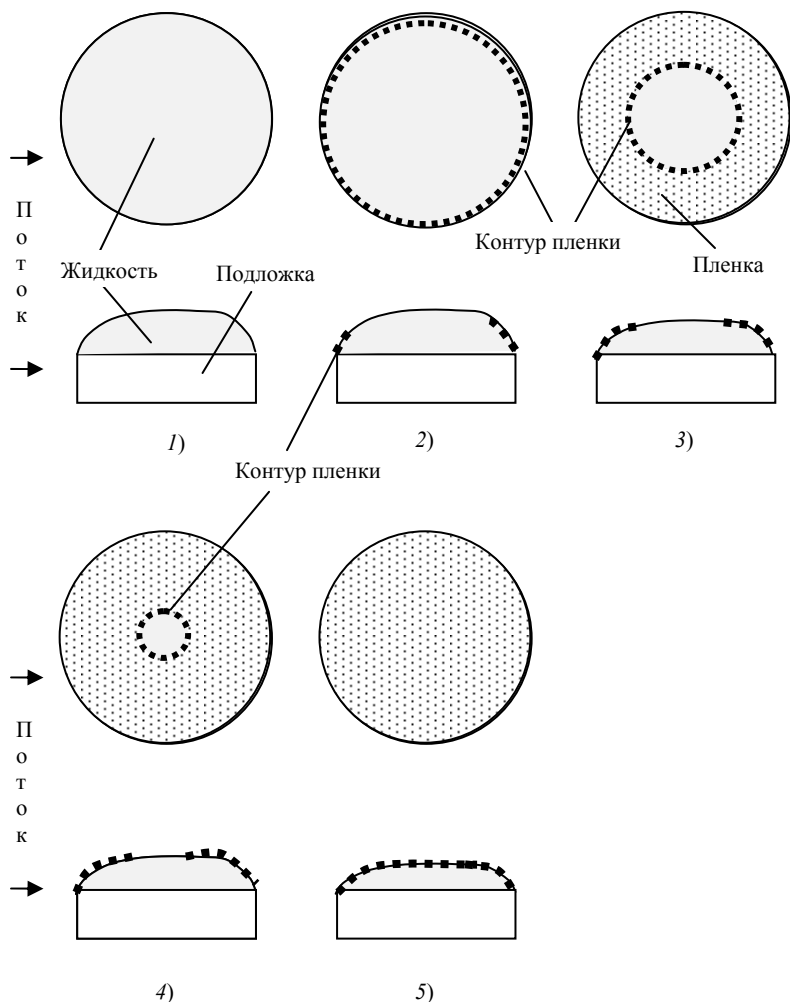 П
о
т
о
к
Жидкость
Подложка
Контур пленки
Пленка
1)
2)
3)
Контур пленки
П
о
т
о
к
4)
5)